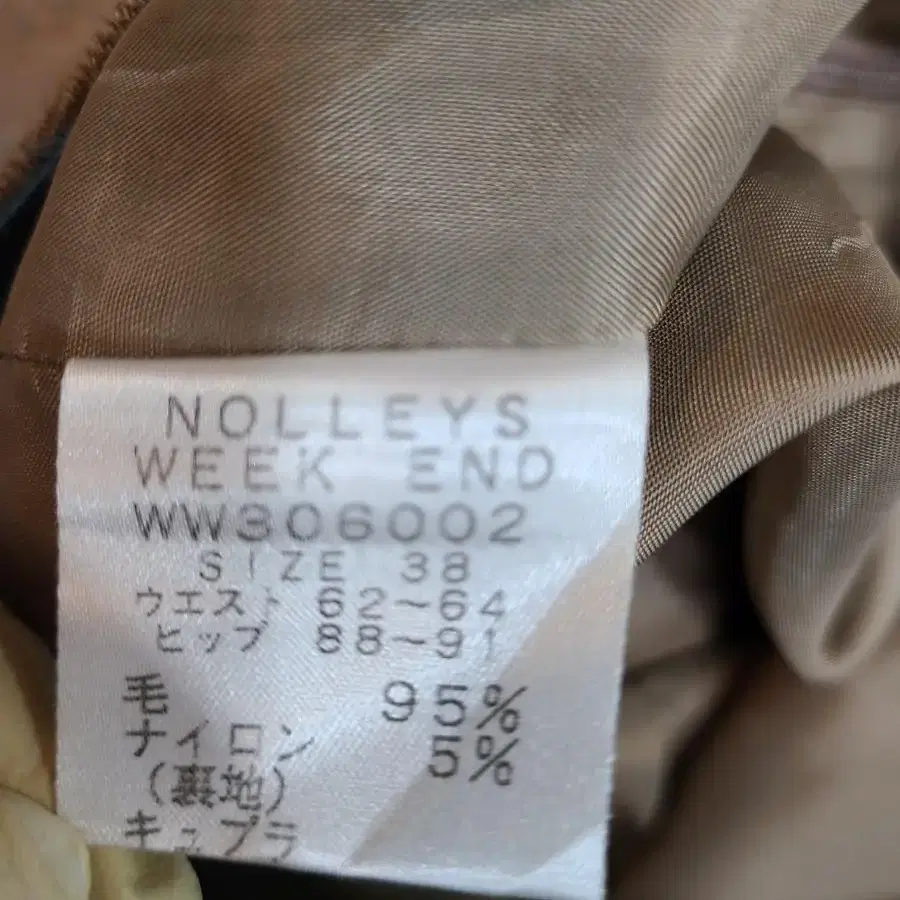 NOLLEYS
WEEK END
WW306002
SIZE 38
ウエスト 62~64
ヒップ 88~91
毛 95%
ナイロン 5%
(裏地)
キュプラ